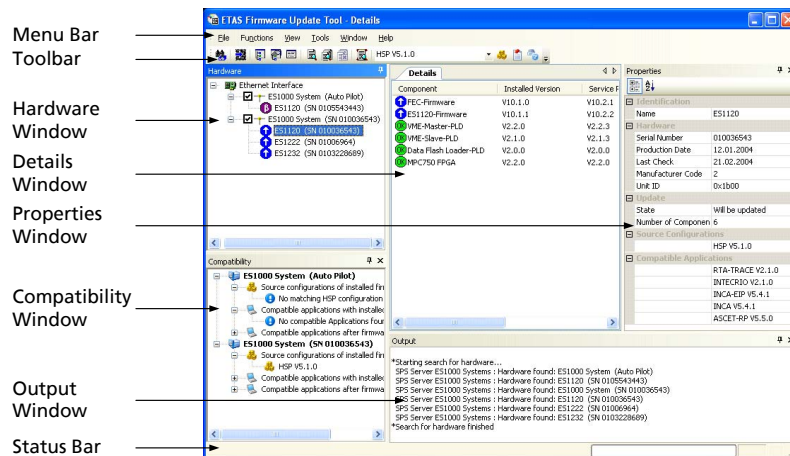 ETAS Firmware Update Tool - Details
Menu Bar
File Functions View Tools Window Help
Toolbar
HSP V5.1.0
Hardware
Ethernet Interface
ES1000 System (Auto Pilot)
ES1120 (SN 0105543443)
ES1000 System (SN 010036543)
ES1120 (SN 010036543)
ES1222 (SN 01006964)
ES1232 (SN 0103228689)
Hardware
Window
Details
Window
Properties
Window
Details
Component Installed Version Service P
FEC-Firmware V10.1.0 V10.2.1
ES1120-Firmware V10.1.1 V10.2.2
VME-Master-PLD V2.2.0 V2.2.3
VME-Slave-PLD V2.1.0 V2.1.3
Data Flash Loader-PLD V2.0.0 V2.0.0
MPC750 FPGA V2.2.0 V2.2.0
Properties
Identification
Name ES1120
Hardware
Serial Number 010036543
Production Date 12.01.2004
Last Check 21.02.2004
Manufacturer Code 2
Unit ID 0x1b00
Update
State Will be updated
Number of Componen 6
Source Configurations
HSP V5.1.0
Compatible Applications
RTA-TRACE V2.1.0
INTECRIO V2.1.0
INCA-EIP V5.4.1
INCA V5.4.1
ASCET-RP V5.5.0
Compatibility
ES1000 System (Auto Pilot)
Source configurations of installed fir
No matching HSP configuration
Compatible applications with installed
No compatible Applications four
Compatible applications after firmwa
ES1000 System (SN 010036543)
Source configurations of installed fir
HSP V5.1.0
Compatible applications with installed
Compatible applications after firmwa
Compatibility
Window
Output
*Starting search for hardware...
SPS Server ES1000 Systems : Hardware found: ES1000 System (Auto Pilot)
SPS Server ES1000 Systems : Hardware found: ES1120 (SN 0105543443)
SPS Server ES1000 Systems : Hardware found: ES1000 System (SN 010036543)
SPS Server ES1000 Systems : Hardware found: ES1120 (SN 010036543)
SPS Server ES1000 Systems : Hardware found: ES1222 (SN 01006964)
SPS Server ES1000 Systems : Hardware found: ES1232 (SN 0103228689)
*Search for hardware finished
Output
Window
Status Bar